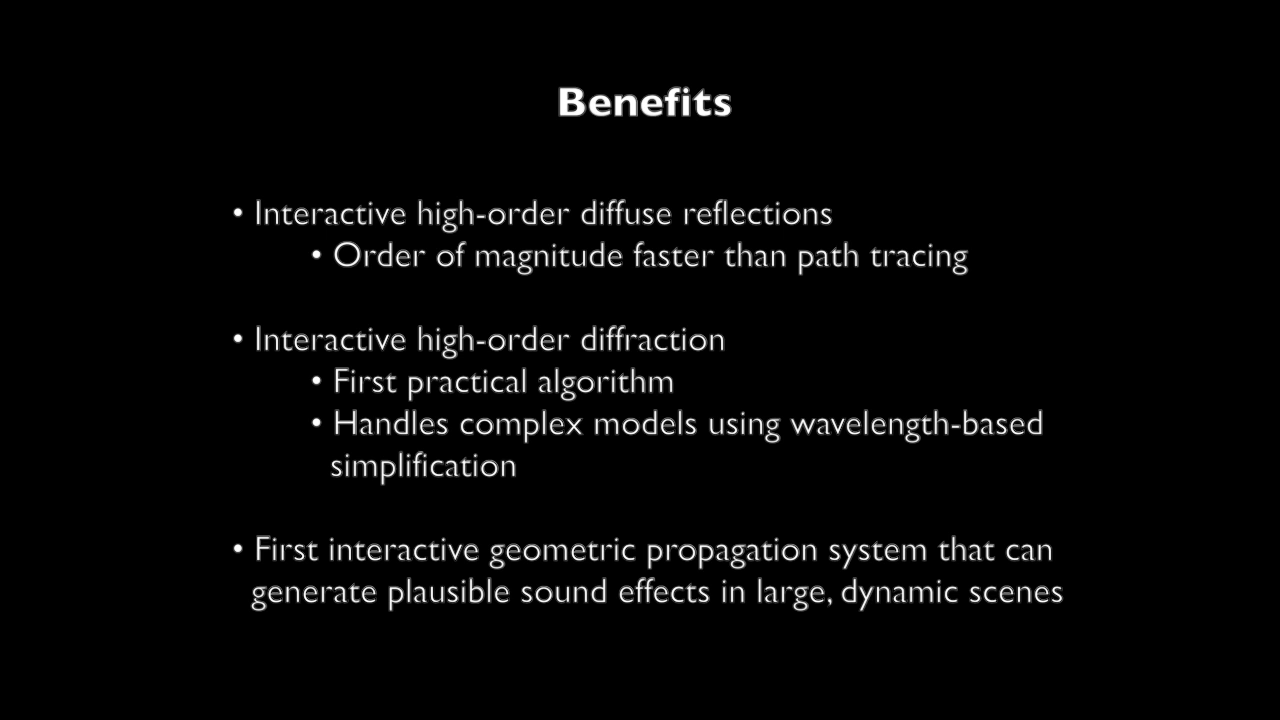 Benefits
• Interactive high-order diffuse reflections
• Order of magnitude faster than path tracing
• Interactive high-order diffraction
• First practical algorithm
• Handles complex models using wavelength-based
simplification
• First interactive geometric propagation system that can
generate plausible sound effects in large, dynamic scenes